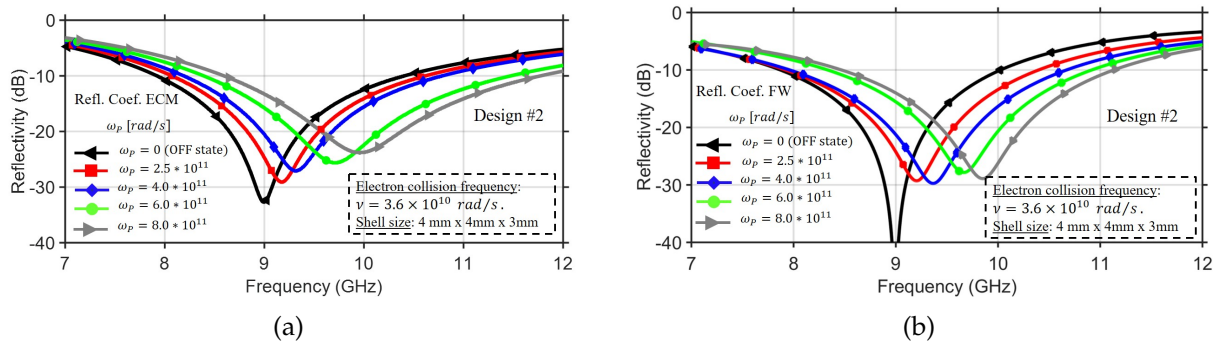 0
-10
-20
-30
-40
Reflectivity (dB)
Refl. Coef. ECM
ω_P [rad/s]
ω_P = 0 (OFF state)
ω_P = 2.5 * 10^11
ω_P = 4.0 * 10^11
ω_P = 6.0 * 10^11
ω_P = 8.0 * 10^11
Design #2
Electron collision frequency:
ν = 3.6 × 10^10 rad/s.
Shell size: 4 mm x 4mm x 3mm
7 8 9 10 11 12
Frequency (GHz)
(a)
0
-10
-20
-30
-40
Reflectivity (dB)
Refl. Coef. FW
ω_P [rad/s]
ω_P = 0 (OFF state)
ω_P = 2.5 * 10^11
ω_P = 4.0 * 10^11
ω_P = 6.0 * 10^11
ω_P = 8.0 * 10^11
Design #2
Electron collision frequency:
ν = 3.6 × 10^10 rad/s.
Shell size: 4 mm x 4mm x 3mm
7 8 9 10 11 12
Frequency (GHz)
(b)